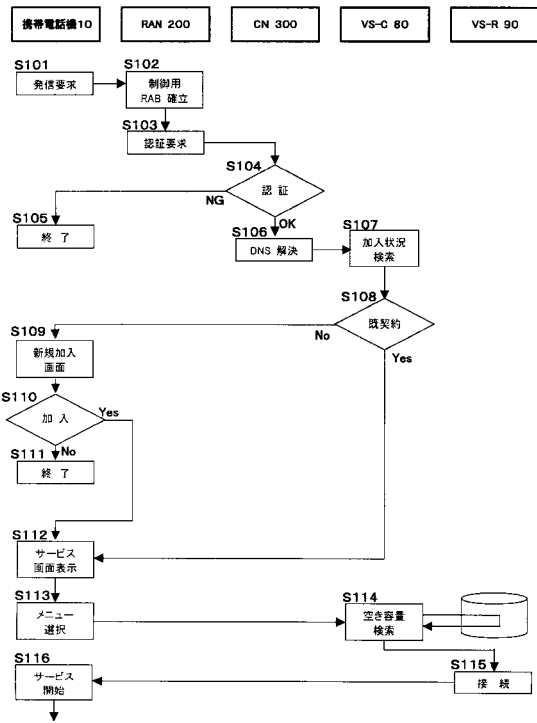 携帯電話機10 RAN 200 CN 300 VS-C 80 VS-R 90
S101
発信要求
S102
制御用
RAB 確立
S103
認証要求
S104
認 証
NG
OK
S105
終 了
S106
DNS 解決
S107
加入状況
検索
S108
既契約
No
Yes
S109
新規加入
画面
S110
加 入
Yes
No
S111
終 了
S112
サービス
画面表示
S113
メニュー
選択
S114
空き容量
検索
S115
接 続
S116
サービス
開始